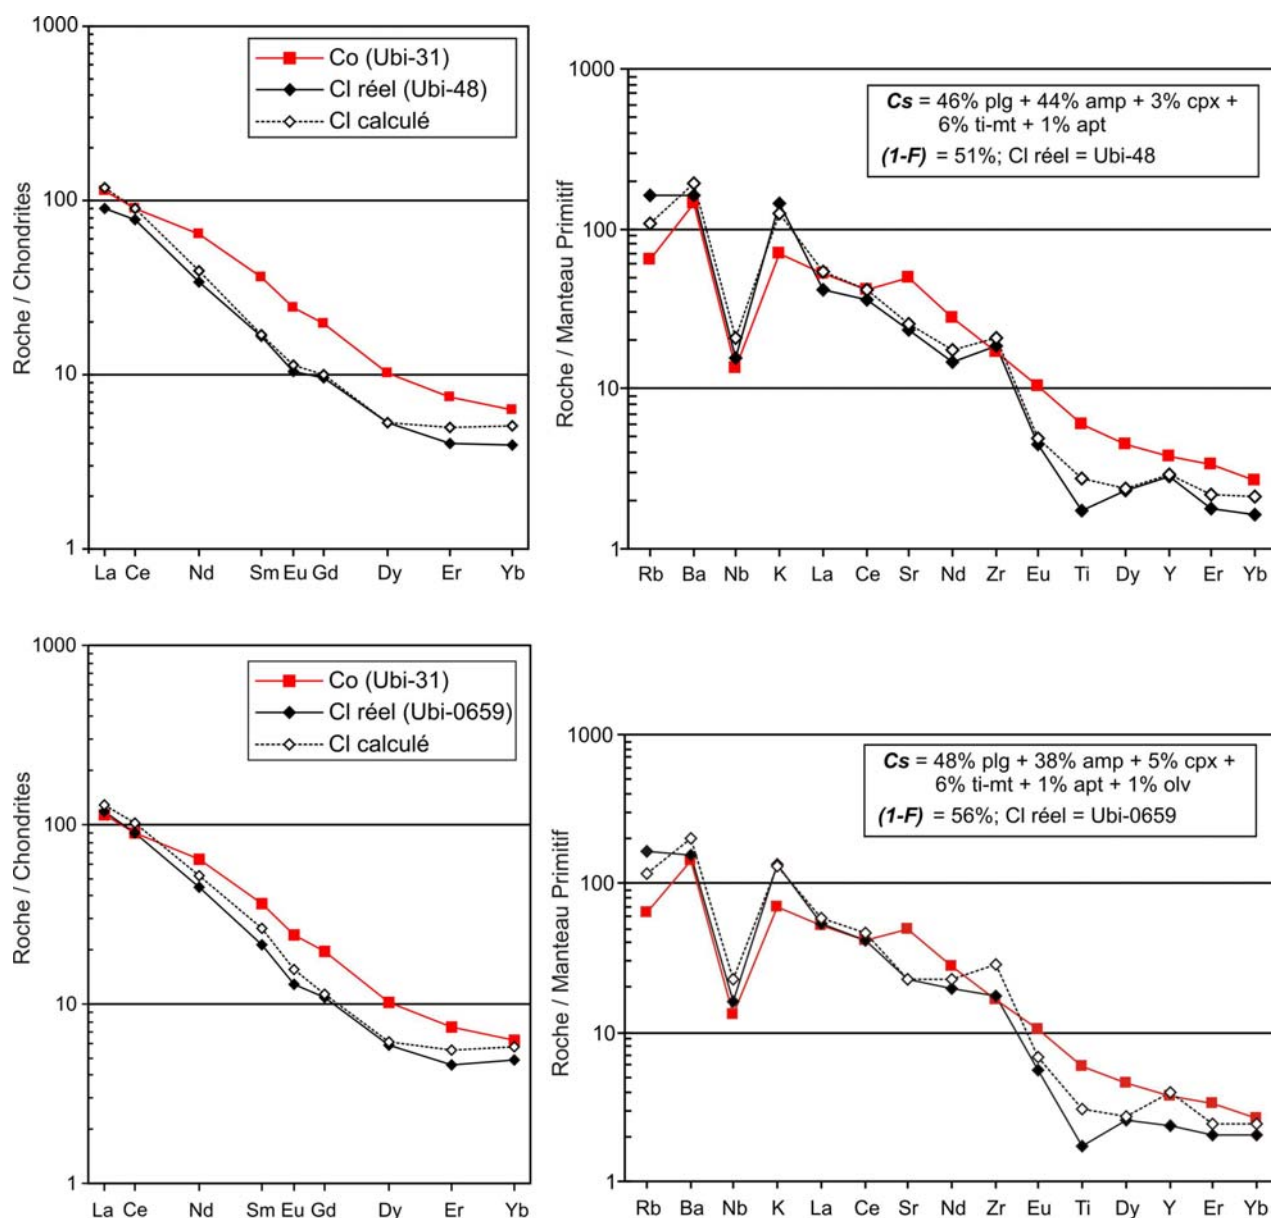 1000
100
10
1
Roche / Chondrites
Co (Ubi-31)
Cl réel (Ubi-48)
Cl calculé
La Ce Nd Sm Eu Gd Dy Er Yb
1000
100
10
1
Roche / Manteau Primitif
Cs = 46% plg + 44% amp + 3% cpx +
6% ti-mt + 1% apt
(1-F) = 51%; Cl réel = Ubi-48
Rb Ba Nb K La Ce Sr Nd Zr Eu Ti Dy Y Er Yb
1000
100
10
1
Roche / Chondrites
Co (Ubi-31)
Cl réel (Ubi-0659)
Cl calculé
La Ce Nd Sm Eu Gd Dy Er Yb
1000
100
10
1
Roche / Manteau Primitif
Cs = 48% plg + 38% amp + 5% cpx +
6% ti-mt + 1% apt + 1% olv
(1-F) = 56%; Cl réel = Ubi-0659
Rb Ba Nb K La Ce Sr Nd Zr Eu Ti Dy Y Er Yb